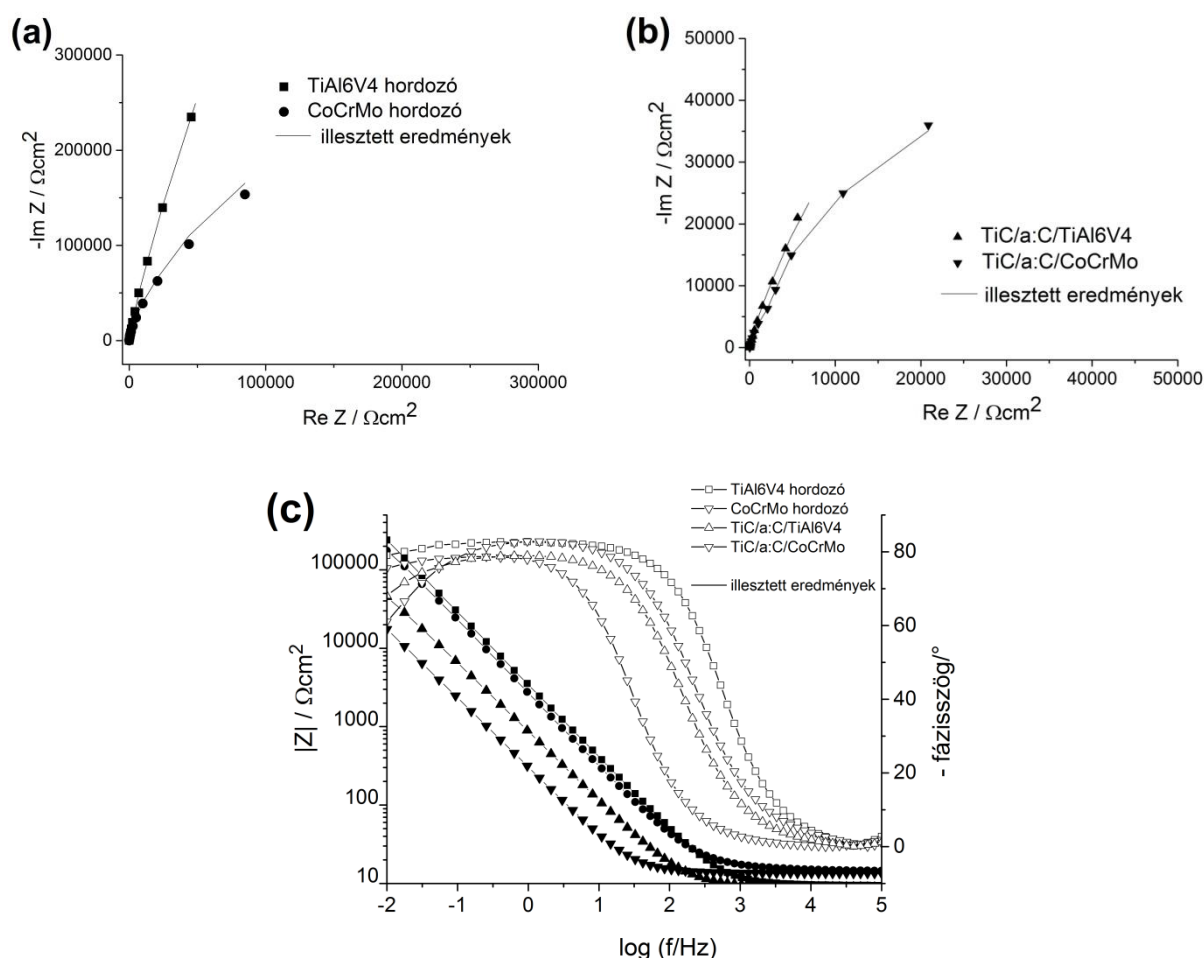 (a)
300000
200000
100000
0
-Im Z / Ωcm²
TiAl6V4 hordozó
CoCrMo hordozó
illesztett eredmények
0
100000
200000
300000
Re Z / Ωcm²
(b)
50000
40000
30000
20000
10000
0
-Im Z / Ωcm²
TiC/a:C/TiAl6V4
TiC/a:C/CoCrMo
illesztett eredmények
0
10000
20000
30000
40000
50000
Re Z / Ωcm²
(c)
TiAl6V4 hordozó
CoCrMo hordozó
TiC/a:C/TiAl6V4
TiC/a:C/CoCrMo
illesztett eredmények
100000
10000
1000
100
10
|Z| / Ωcm²
80
60
40
20
0
- fázisszög/°
-2
-1
0
1
2
3
4
5
log (f/Hz)